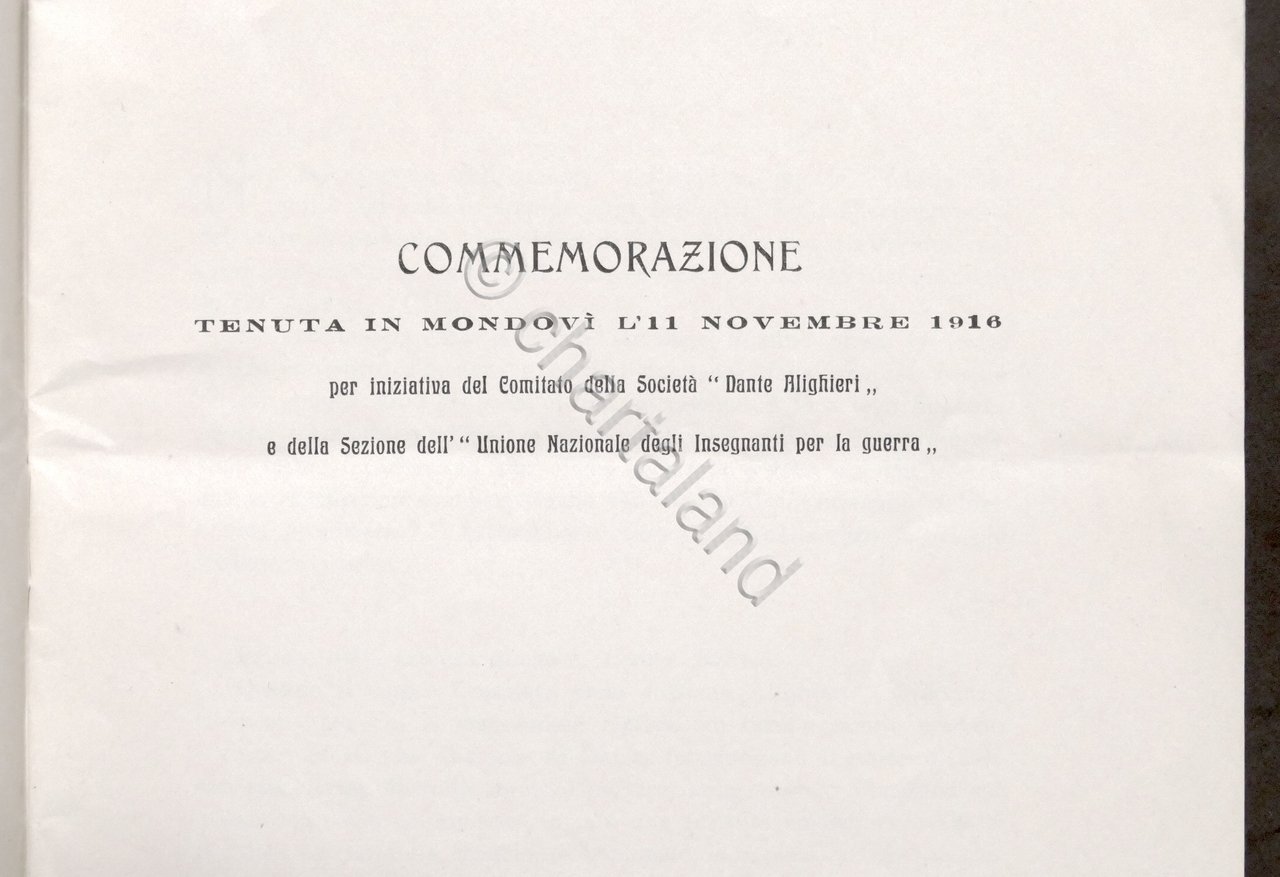 COMMEMORAZIONE
TENUTA IN MONDOVÌ L'11 NOVEMBRE 1916
per iniziativa del Comitato della Società “ Dante Alighieri „
e della Sezione dell' “ Unione Nazionale degli Insegnanti per la guerra „
© chartaland